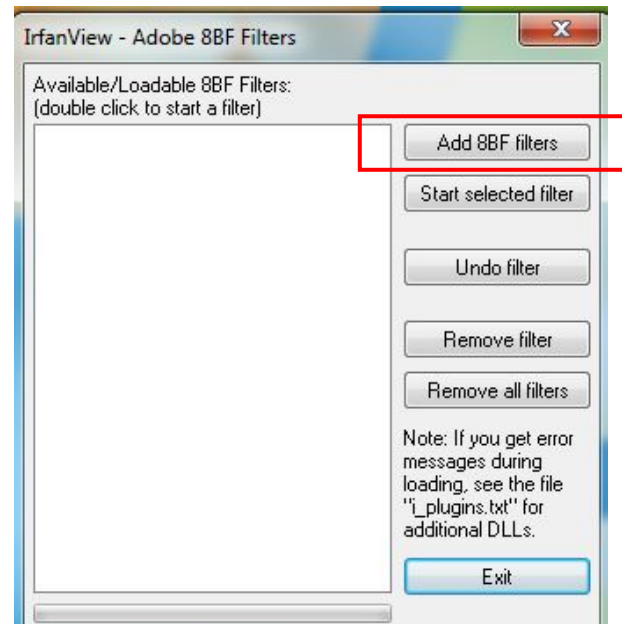 IrfanView - Adobe 8BF Filters
Available/Loadable 8BF Filters:
(double click to start a filter)
Add 8BF filters
Start selected filter
Undo filter
Remove filter
Remove all filters
Note: If you get error
messages during
loading, see the file
"i_plugins.txt" for
additional DLLs.
Exit